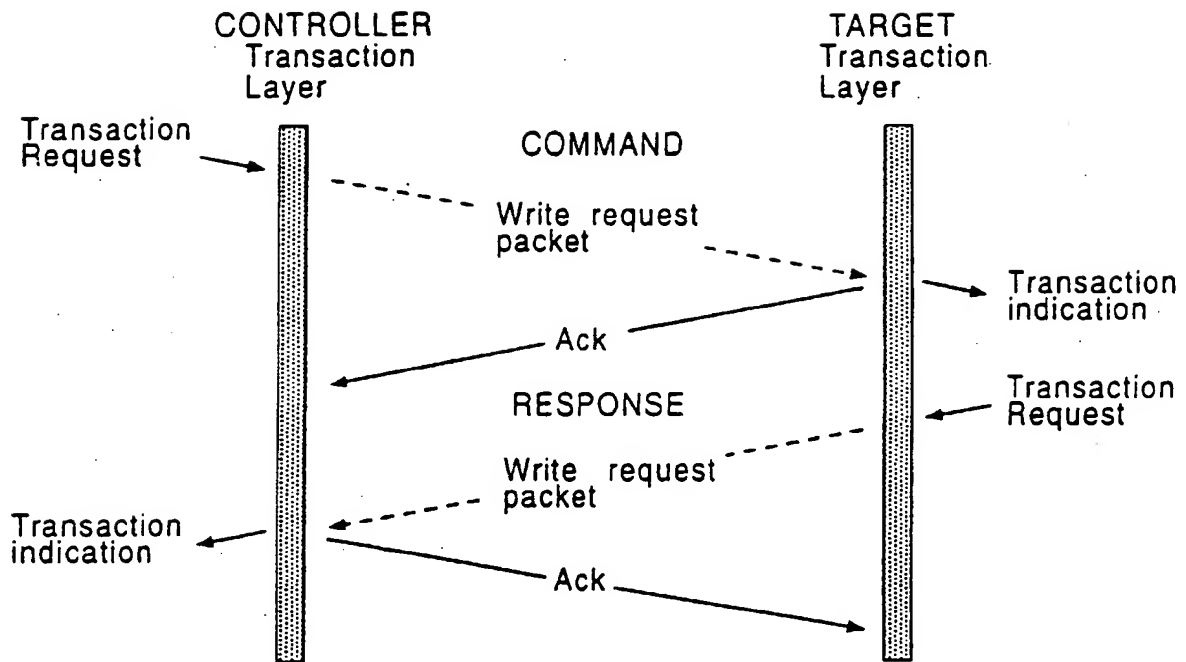 CONTROLLER
Transaction
Layer
TARGET
Transaction
Layer
Transaction
Request
COMMAND
Write request
packet
Transaction
indication
Ack
RESPONSE
Transaction
Request
Write request
packet
Transaction
indication
Ack